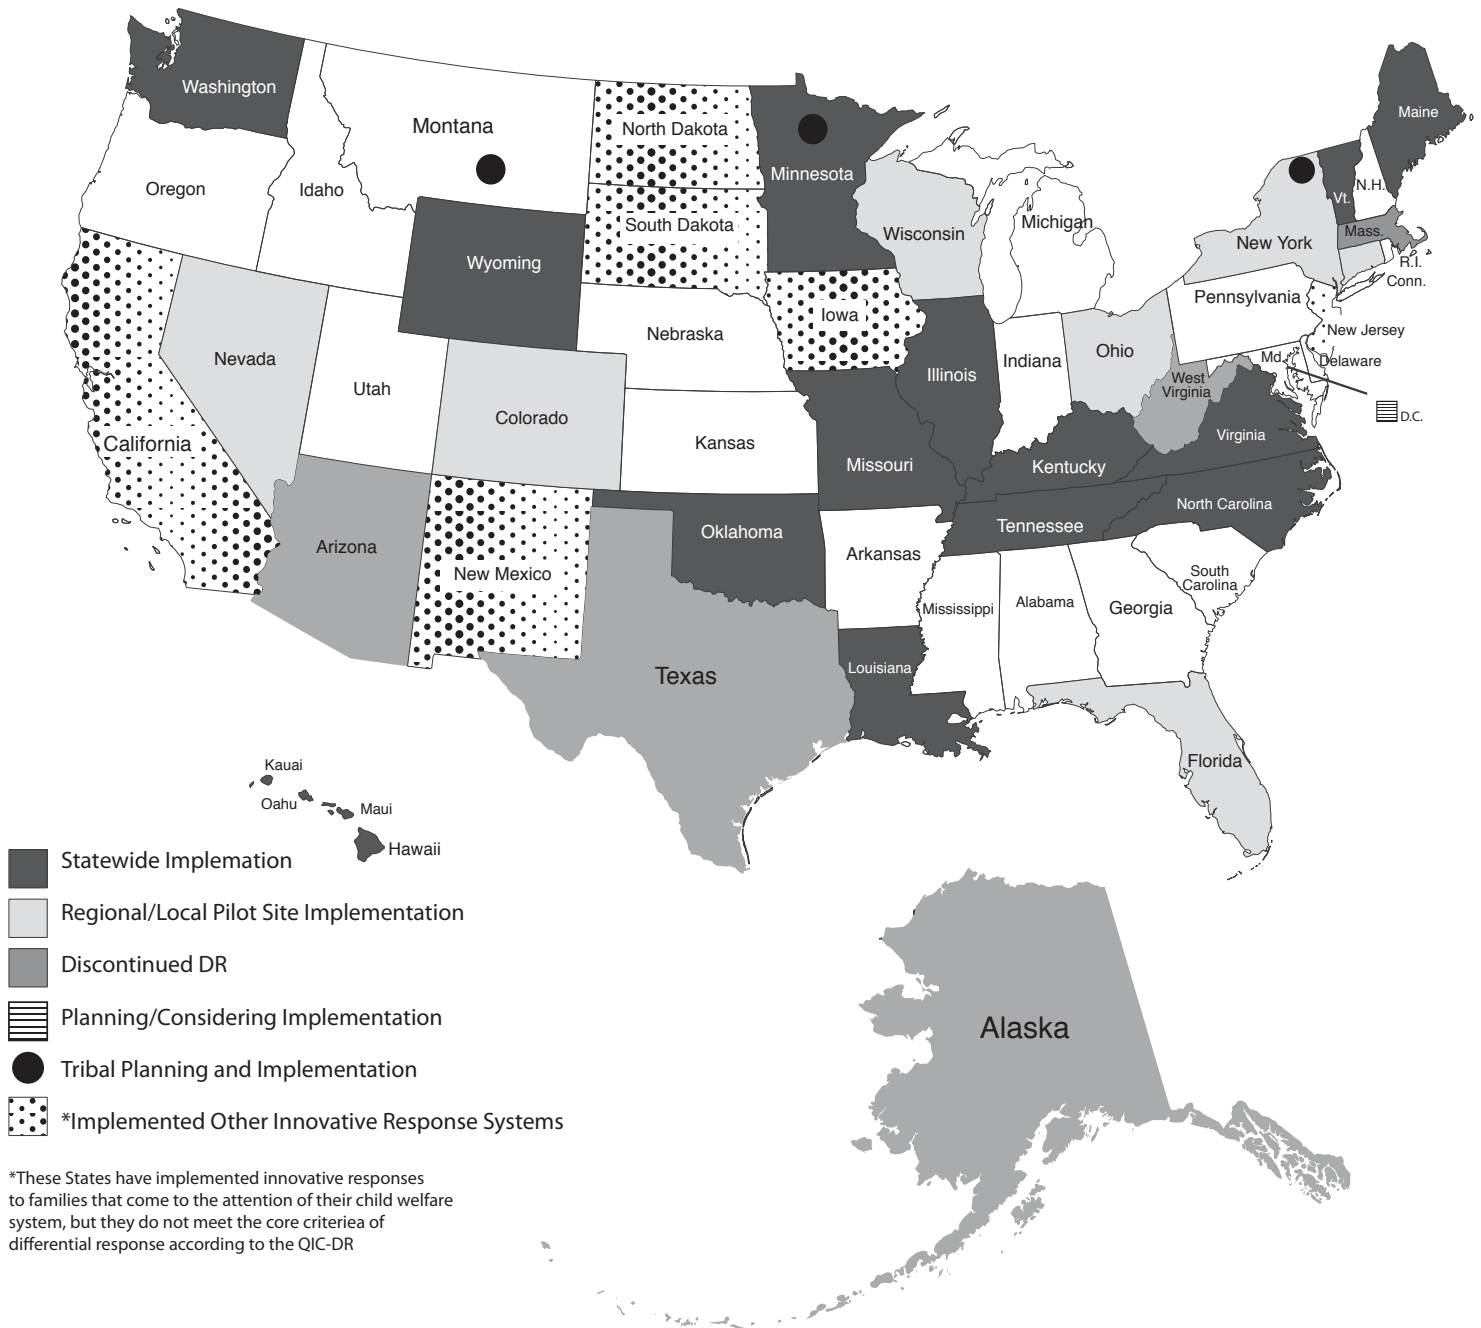 Washington
Montana
North Dakota
Minnesota
Maine
Oregon
Idaho
South Dakota
Wisconsin
Michigan
Vt.
N.H.
Mass.
New York
R.I.
Conn.
Wyoming
Iowa
Pennsylvania
New Jersey
Nebraska
Nevada
Utah
Illinois
Indiana
Ohio
Md.
Delaware
West
Virginia
D.C.
Colorado
California
Kansas
Missouri
Kentucky
Virginia
North Carolina
Arizona
New Mexico
Oklahoma
Tennessee
Arkansas
South
Carolina
Mississippi
Alabama
Georgia
Texas
Louisiana
Florida
Kauai
Oahu
Maui
Hawaii
Alaska
Statewide Implemation
Regional/Local Pilot Site Implementation
Discontinued DR
Planning/Considering Implementation
Tribal Planning and Implementation
*Implemented Other Innovative Response Systems
*These States have implemented innovative responses
to families that come to the attention of their child welfare
system, but they do not meet the core criteriea of
differential response according to the QIC-DR